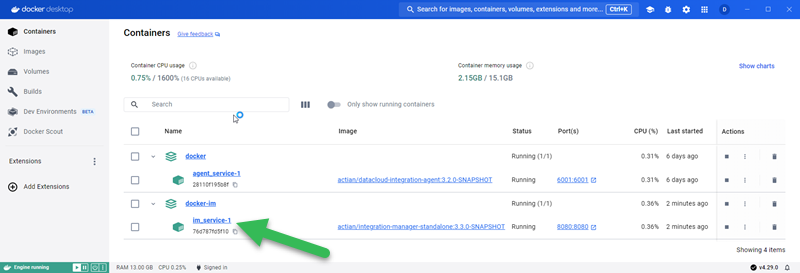 docker desktop
Search for images, containers, volumes, extensions and more... Ctrl+K
D
Containers
Images
Volumes
Builds
Dev Environments BETA
Docker Scout
Extensions
Add Extensions
Containers Give feedback
Container CPU usage
0.75% / 1600% (16 CPUs available)
Container memory usage
2.15GB / 15.1GB
Show charts
Search
Only show running containers
Name Image Status Port(s) CPU (%) Last started Actions
docker Running (1/1) 0.31% 6 days ago
agent_service-1
28110f195b8f
actian/datacloud-integration-agent:3.2.0-SNAPSHOT Running 6001:6001 0.31% 6 days ago
docker-im Running (1/1) 0.36% 2 minutes ago
im_service-1
76d787fd5f10
actian/integration-manager-standalone:3.3.0-SNAPSHOT Running 8080:8080 0.36% 2 minutes ago
Showing 4 items
Engine running RAM 13.00 GB CPU 0.25% Signed in v4.29.0